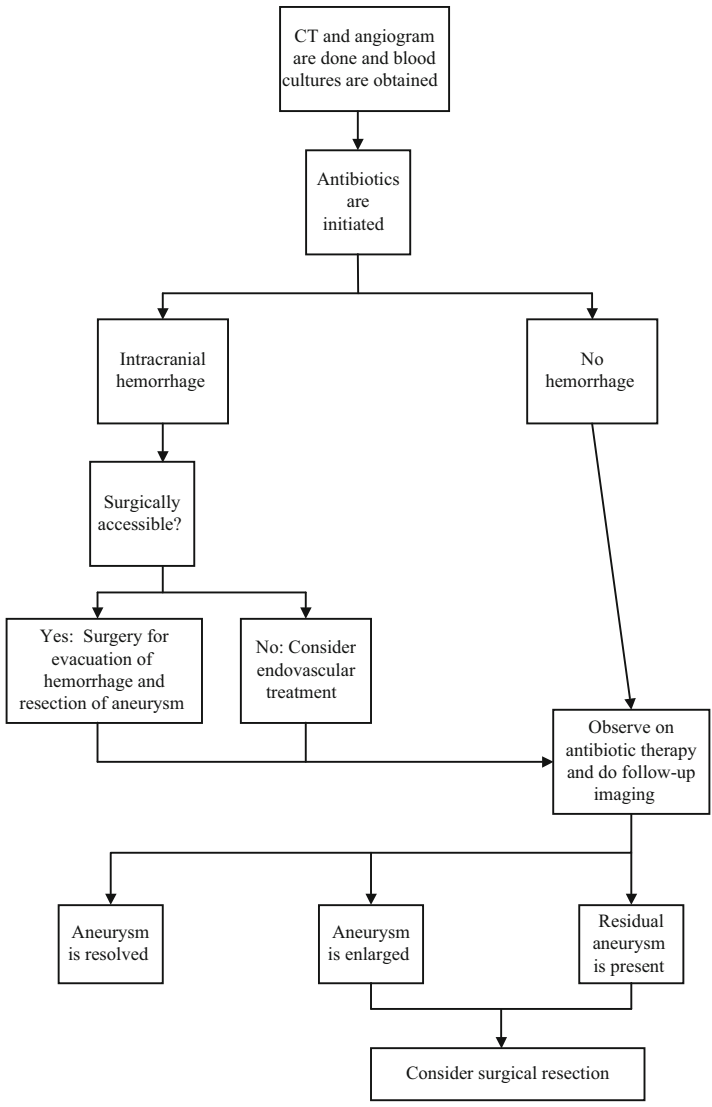 CT and angiogram
are done and blood
cultures are obtained
Antibiotics
are
initiated
Intracranial
hemorrhage
No
hemorrhage
Surgically
accessible?
Yes: Surgery for
evacuation of
hemorrhage and
resection of aneurysm
No: Consider
endovascular
treatment
Observe on
antibiotic therapy
and do follow-up
imaging
Aneurysm
is resolved
Aneurysm
is enlarged
Residual
aneurysm
is present
Consider surgical resection